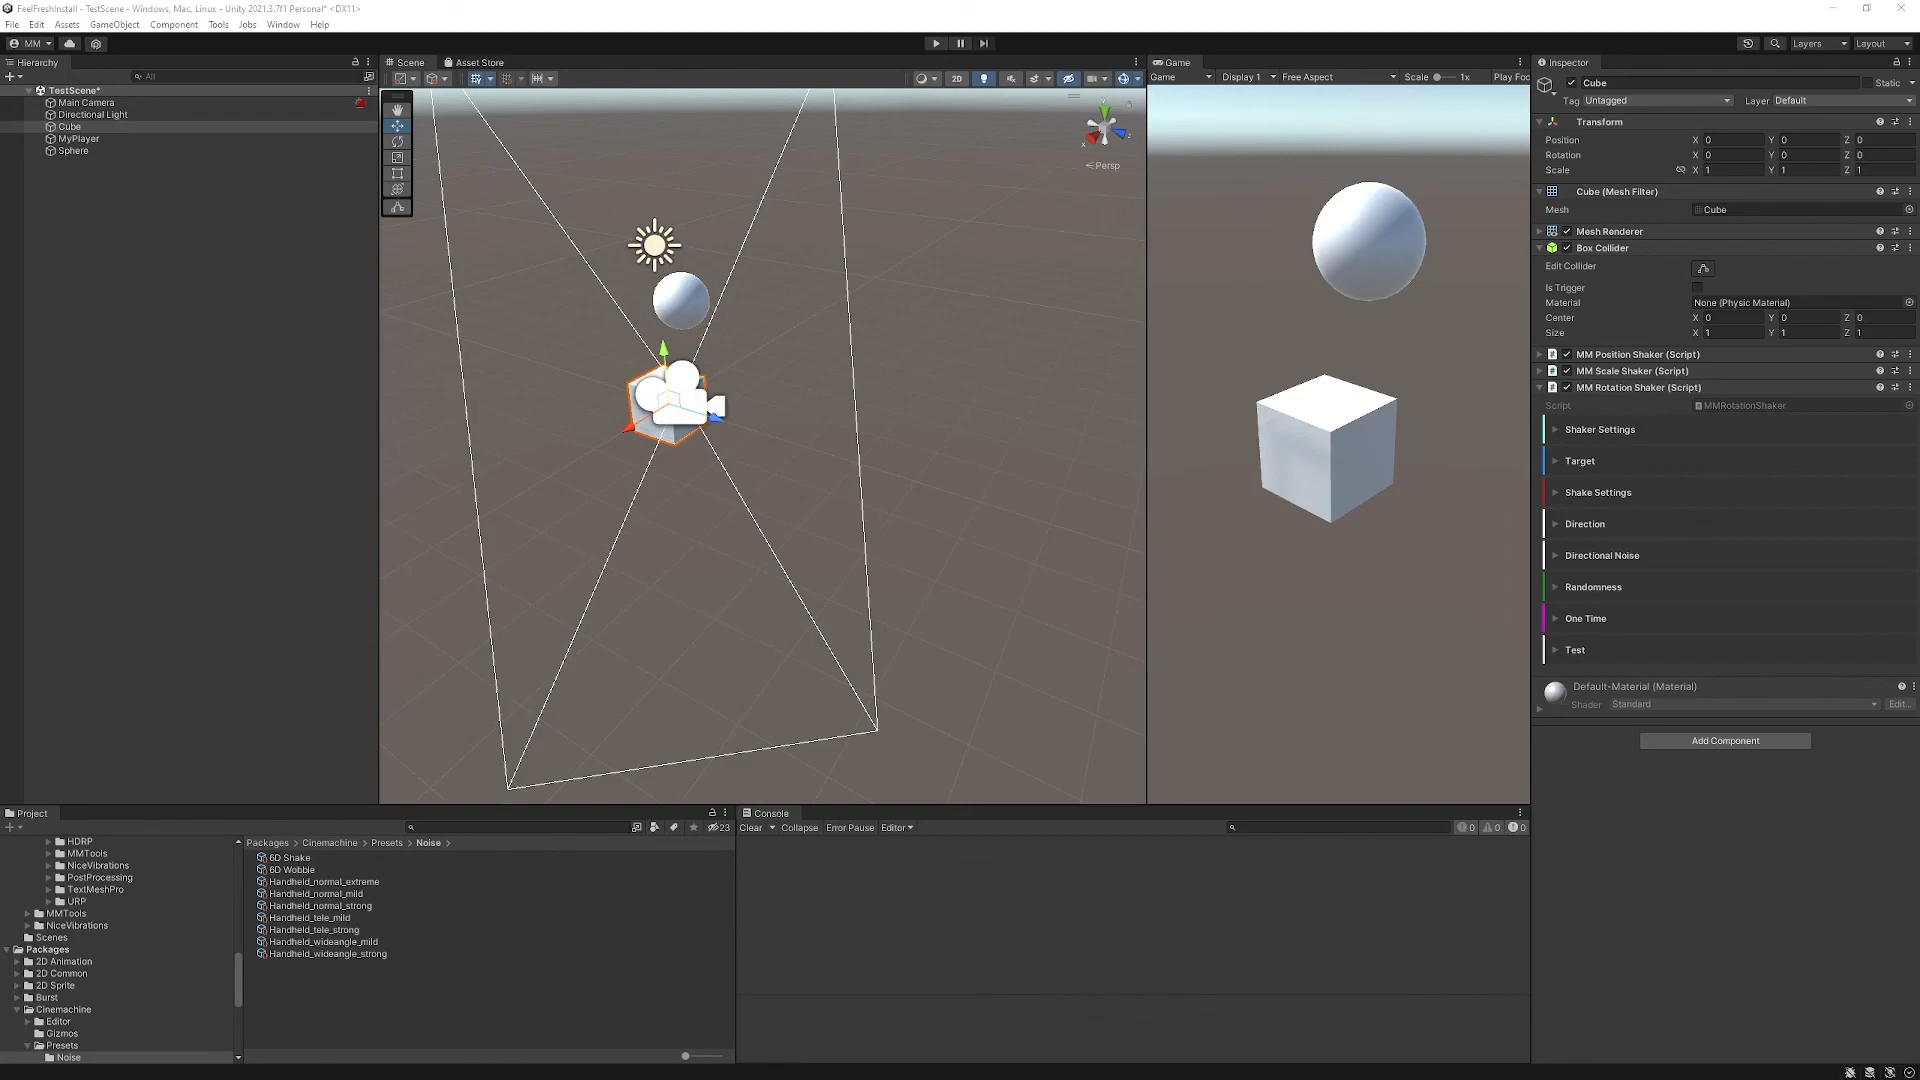 FeelFreshInstall - TestScene - Windows, Mac, Linux - Unity 2021.3.7f1 Personal* <DX11>
File Edit Assets GameObject Component Tools Jobs Window Help
MM Layers Layout
Hierarchy
All
TestScene*
Main Camera
Directional Light
Cube
MyPlayer
Sphere
Scene Asset Store
2D
Persp
Game
Game Display 1 Free Aspect Scale 1x Play Foc
Inspector
Cube Static
Tag Untagged Layer Default
Transform
Position X 0 Y 0 Z 0
Rotation X 0 Y 0 Z 0
Scale X 1 Y 1 Z 1
Cube (Mesh Filter)
Mesh Cube
Mesh Renderer
Box Collider
Edit Collider
Is Trigger
Material None (Physic Material)
Center X 0 Y 0 Z 0
Size X 1 Y 1 Z 1
MM Position Shaker (Script)
MM Scale Shaker (Script)
MM Rotation Shaker (Script)
Script MMRotationShaker
Shaker Settings
Target
Shake Settings
Direction
Directional Noise
Randomness
One Time
Test
Default-Material (Material)
Shader Standard Edit...
Add Component
Project
23
HDRP
MMTools
NiceVibrations
PostProcessing
TextMeshPro
URP
MMTools
NiceVibrations
Scenes
Packages
2D Animation
2D Common
2D Sprite
Burst
Cinemachine
Editor
Gizmos
Presets
Noise
Packages > Cinemachine > Presets > Noise >
6D Shake
6D Wobble
Handheld_normal_extreme
Handheld_normal_mild
Handheld_normal_strong
Handheld_tele_mild
Handheld_tele_strong
Handheld_wideangle_mild
Handheld_wideangle_strong
Console
Clear Collapse Error Pause Editor 0 0 0